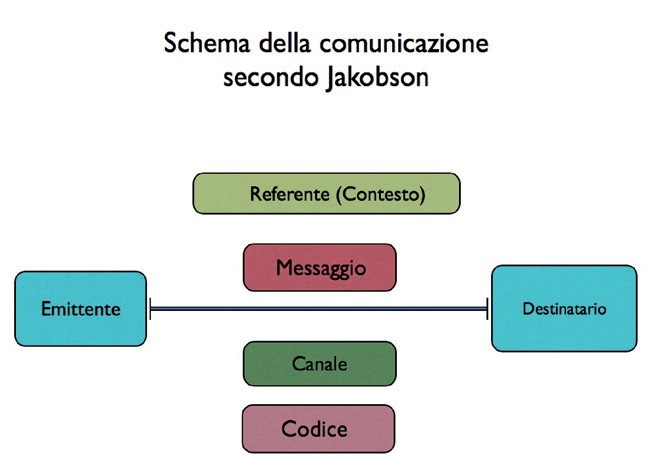 Schema della comunicazione
secondo Jakobson
Referente (Contesto)
Messaggio
Emittente
Destinatario
Canale
Codice